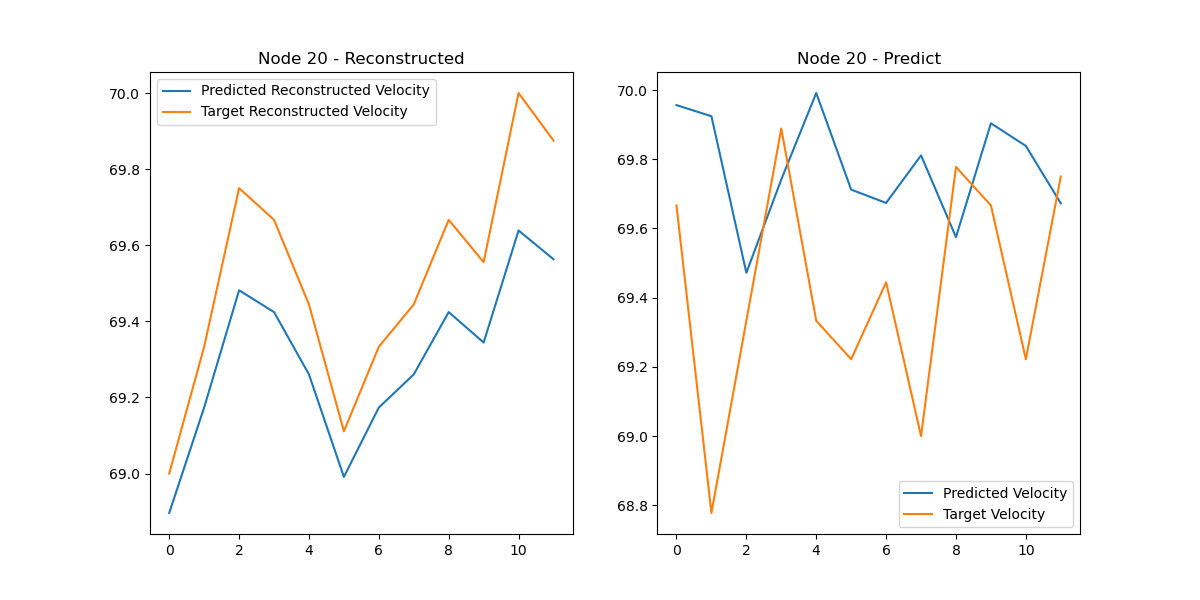 Node 20 - Reconstructed
Predicted Reconstructed Velocity
Target Reconstructed Velocity
70.0
69.8
69.6
69.4
69.2
69.0
0 2 4 6 8 10
Node 20 - Predict
70.0
69.8
69.6
69.4
69.2
69.0
68.8
Predicted Velocity
Target Velocity
0 2 4 6 8 10